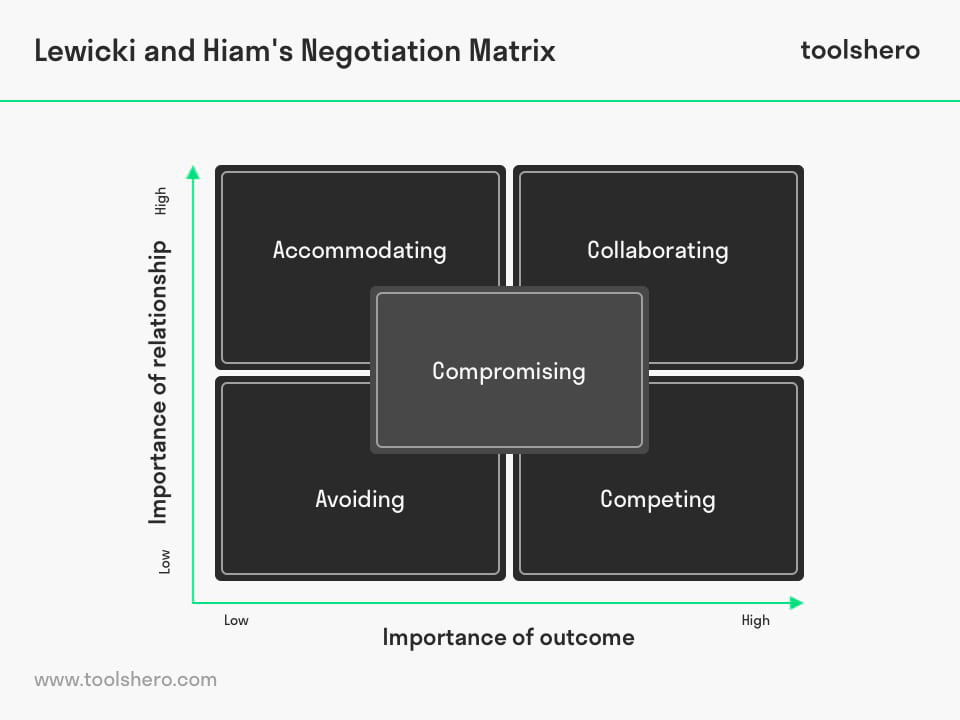 Lewicki and Hiam's Negotiation Matrix
toolshero
High
Importance of relationship
Low
Accommodating
Collaborating
Compromising
Avoiding
Competing
Low
High
Importance of outcome
www.toolshero.com